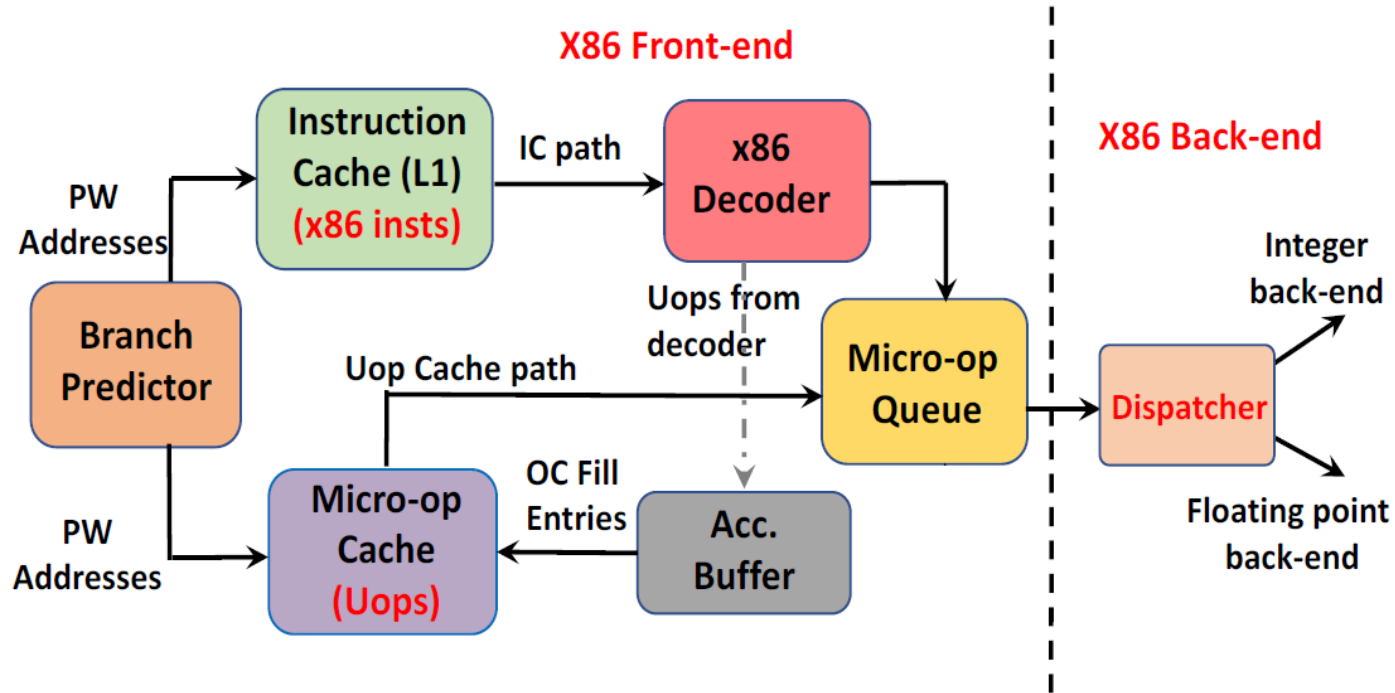 X86 Front-end
X86 Back-end
Instruction
Cache (L1)
(x86 insts)
IC path
x86
Decoder
PW
Addresses
Branch
Predictor
Uops from
decoder
Uop Cache path
Micro-op
Queue
Dispatcher
Integer
back-end
Floating point
back-end
PW
Addresses
Micro-op
Cache
(Uops)
OC Fill
Entries
Acc.
Buffer